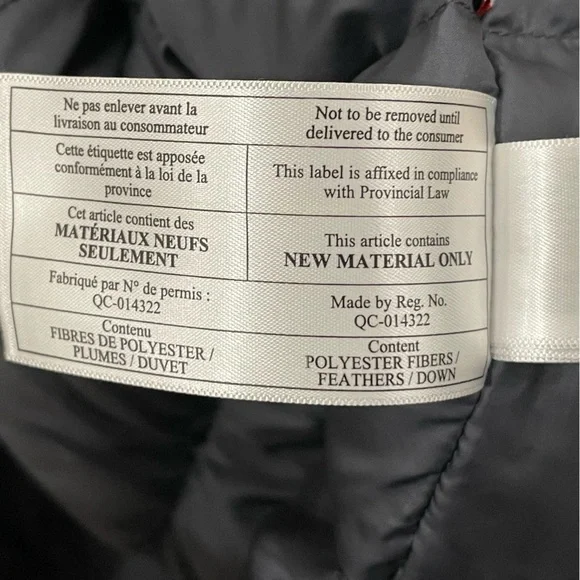 Ne pas enlever avant la
livraison au consommateur
Not to be removed until
delivered to the consumer
Cette étiquette est apposée
conformément à la loi de la
province
This label is affixed in compliance
with Provincial Law
Cet article contient des
MATÉRIAUX NEUFS
SEULEMENT
This article contains
NEW MATERIAL ONLY
Fabriqué par N° de permis :
QC-014322
Made by Reg. No.
QC-014322
Contenu
FIBRES DE POLYESTER /
PLUMES / DUVET
Content
POLYESTER FIBERS /
FEATHERS / DOWN